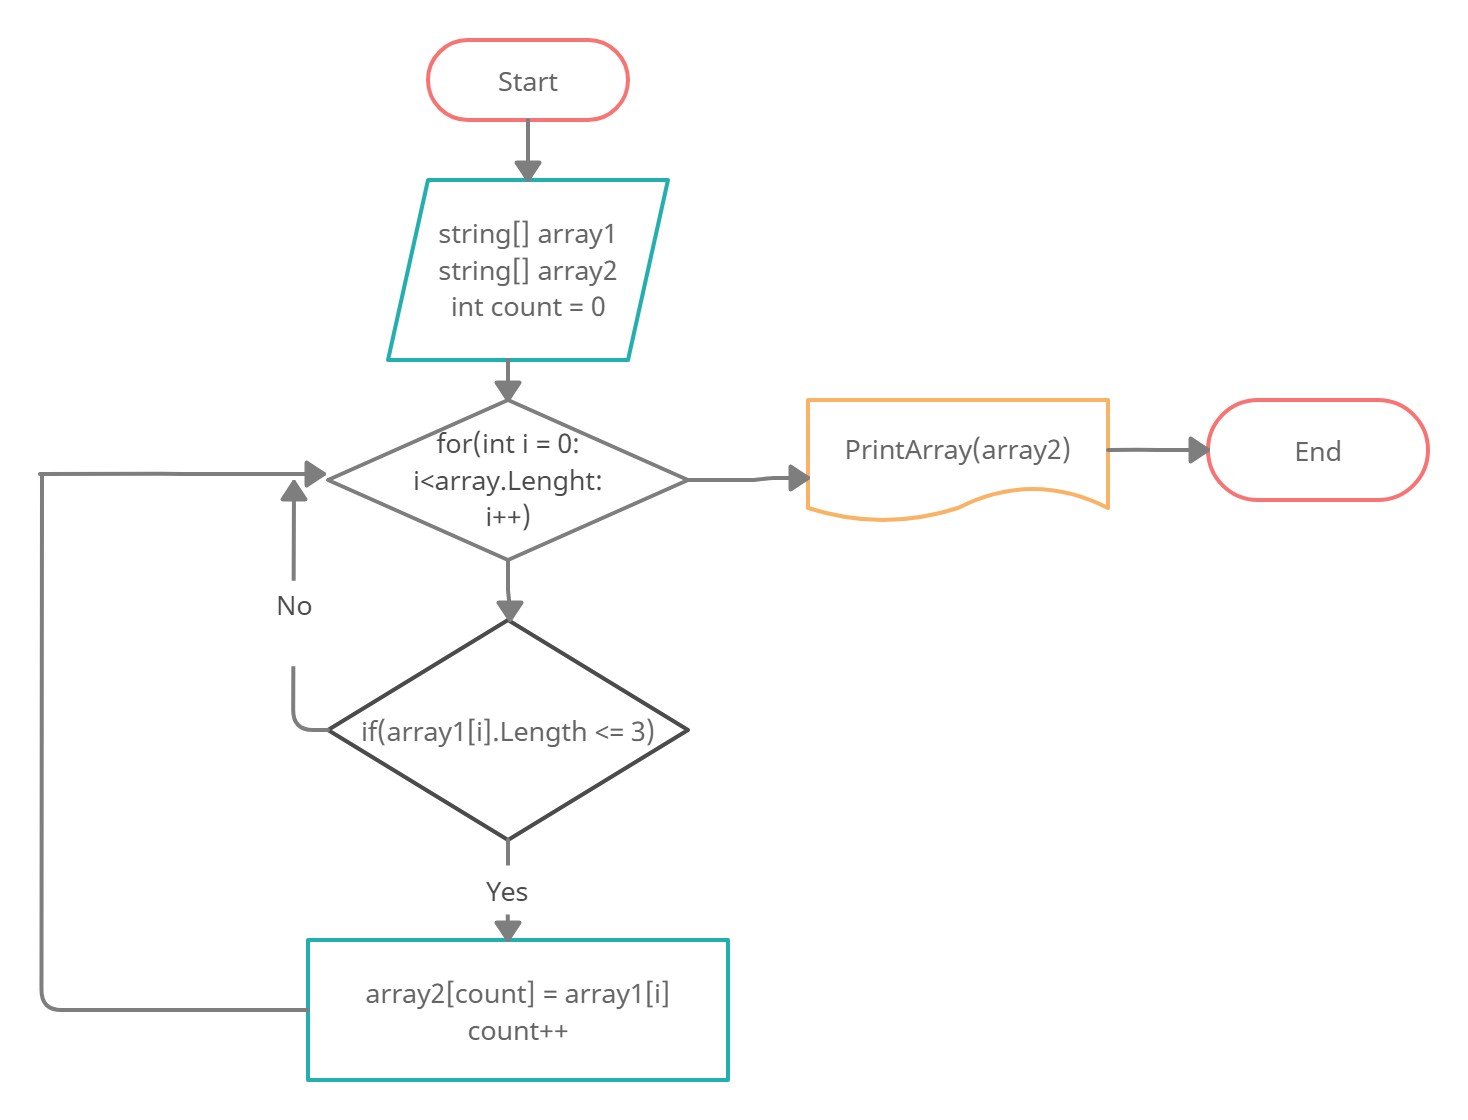 Start
string[] array1
string[] array2
int count = 0
for(int i = 0:
i<array.Lenght:
i++)
PrintArray(array2)
End
No
if(array1[i].Length <= 3)
Yes
array2[count] = array1[i]
count++